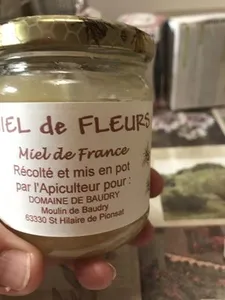 IEL de FLEURS
Miel de France
Récolté et mis en pot
par l'Apiculteur pour :
DOMAINE DE BAUDRY
Moulin de Baudry
63330 St Hilaire de Pionsat